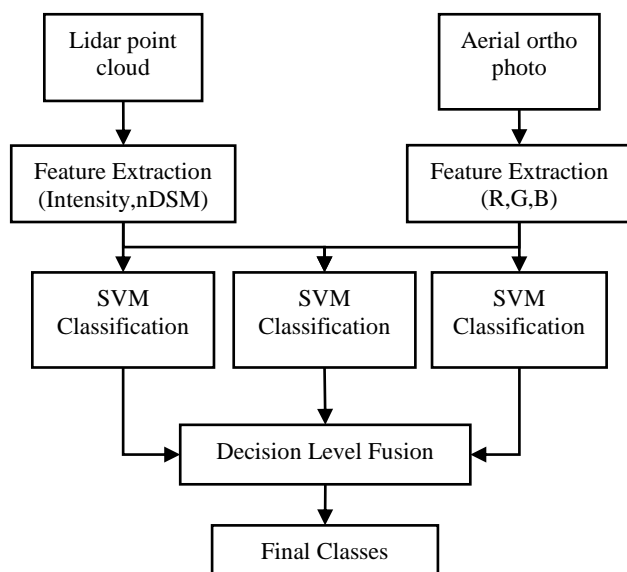 Lidar point
cloud
Aerial ortho
photo
Feature Extraction
(Intensity,nDSM)
Feature Extraction
(R,G,B)
SVM
Classification
SVM
Classification
SVM
Classification
Decision Level Fusion
Final Classes